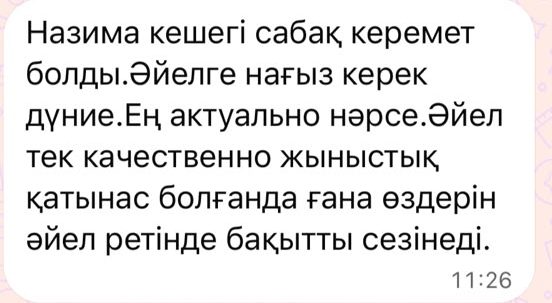 Назима кешегі сабақ керемет
болды.Әйелге нағыз керек
дүние.Ең актуально нәрсе.Әйел
тек качественно жыныстық
қатынас болғанда ғана өздерін
әйел ретінде бақытты сезінеді.
11:26